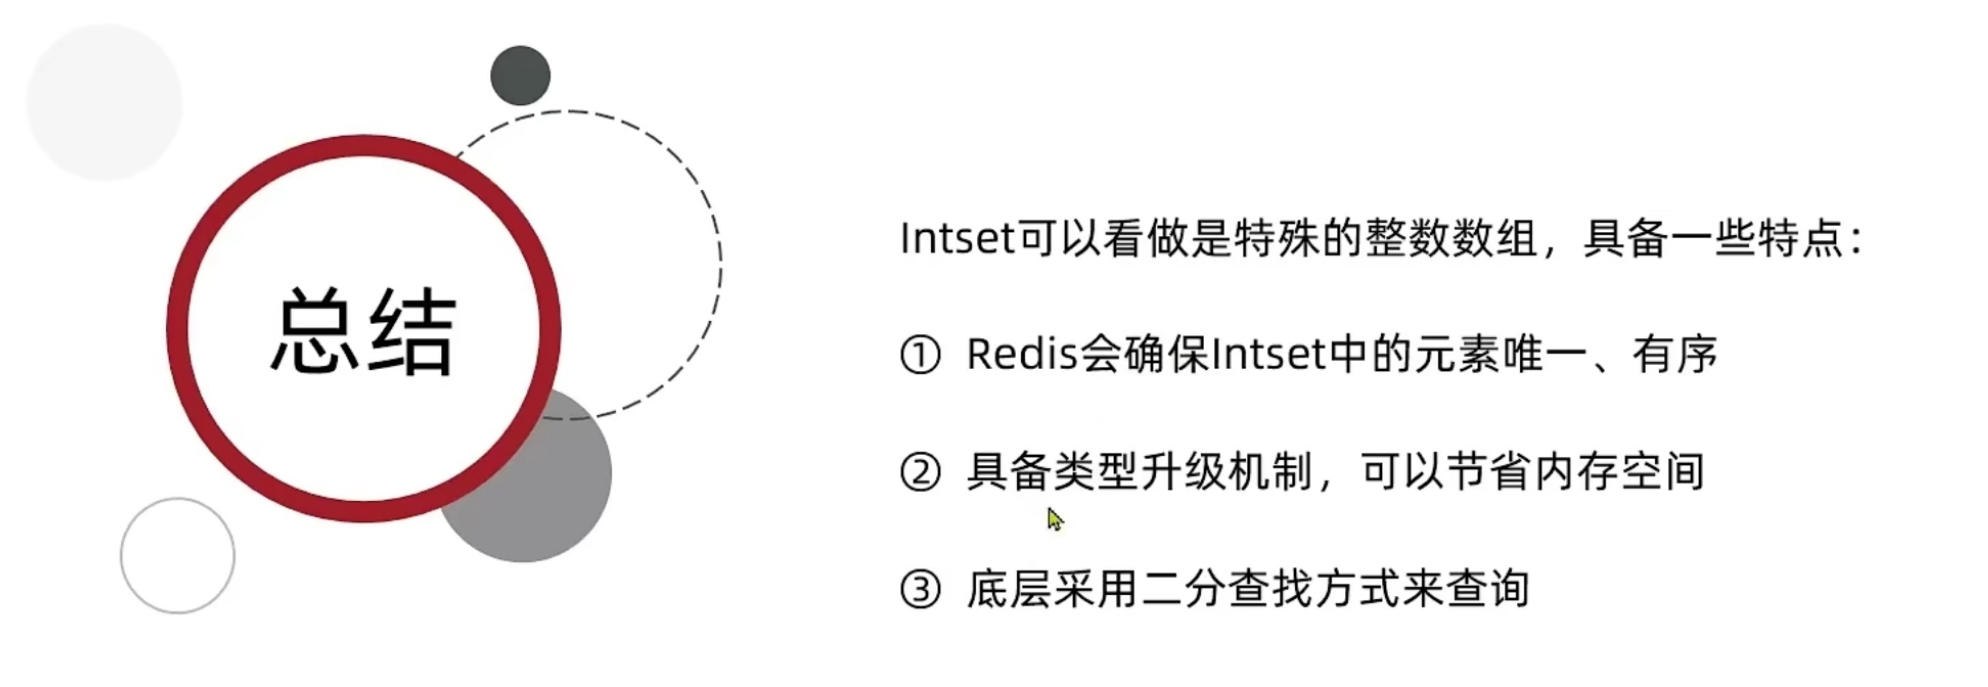 总结
Intset可以看做是特殊的整数数组，具备一些特点：
① Redis会确保Intset中的元素唯一、有序
② 具备类型升级机制，可以节省内存空间
③ 底层采用二分查找方式来查询